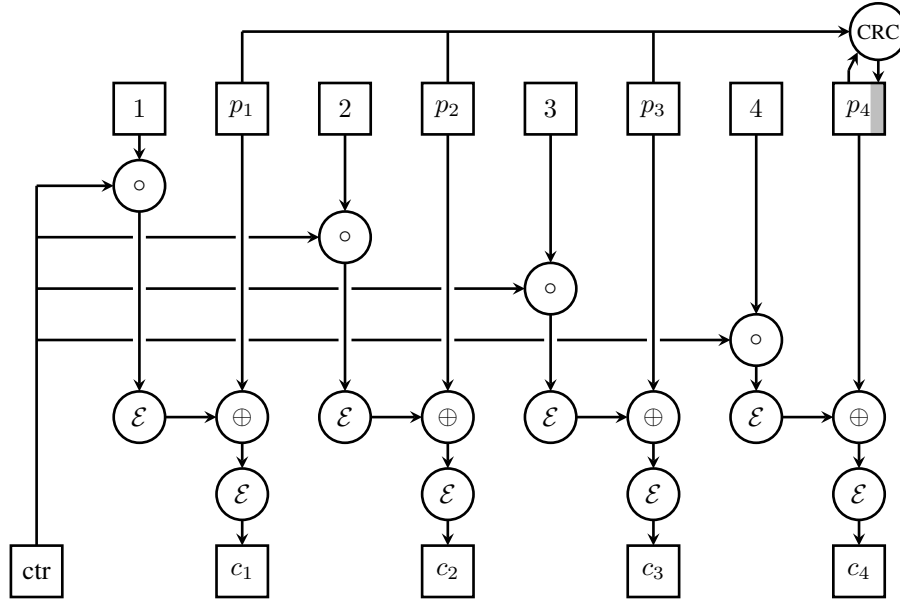 CRC
1 p₁ 2 p₂ 3 p₃ 4 p₄
∘
∘
∘
∘
ℰ ⊕ ℰ ⊕ ℰ ⊕ ℰ ⊕
ℰ ℰ ℰ ℰ
ctr c₁ c₂ c₃ c₄